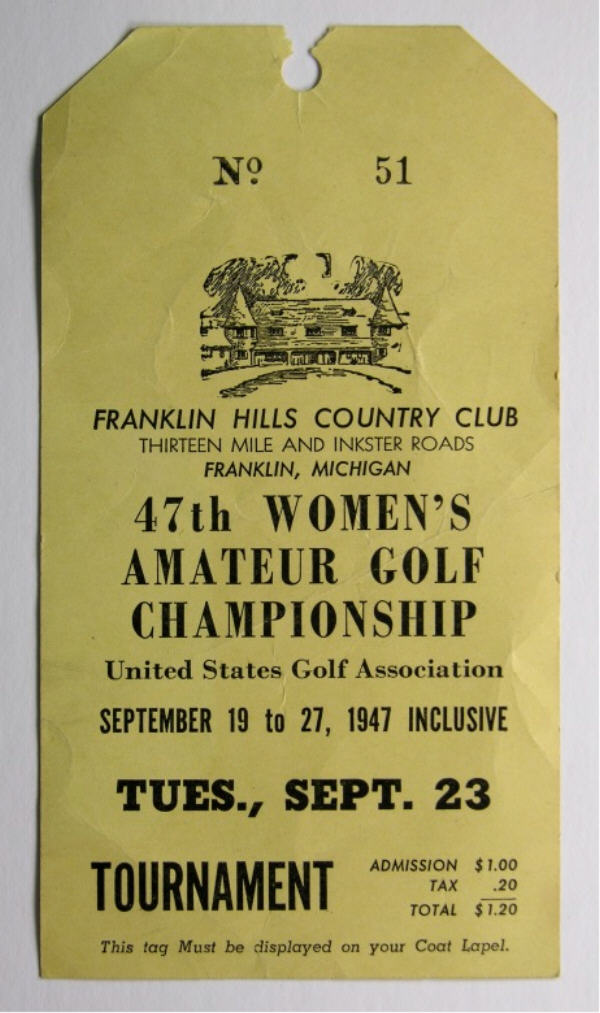 Nº 51
FRANKLIN HILLS COUNTRY CLUB
THIRTEEN MILE AND INKSTER ROADS
FRANKLIN, MICHIGAN
47th WOMEN'S
AMATEUR GOLF
CHAMPIONSHIP
United States Golf Association
SEPTEMBER 19 to 27, 1947 INCLUSIVE
TUES., SEPT. 23
TOURNAMENT
ADMISSION $1.00
TAX .20
TOTAL $1.20
This tag Must be displayed on your Coat Lapel.